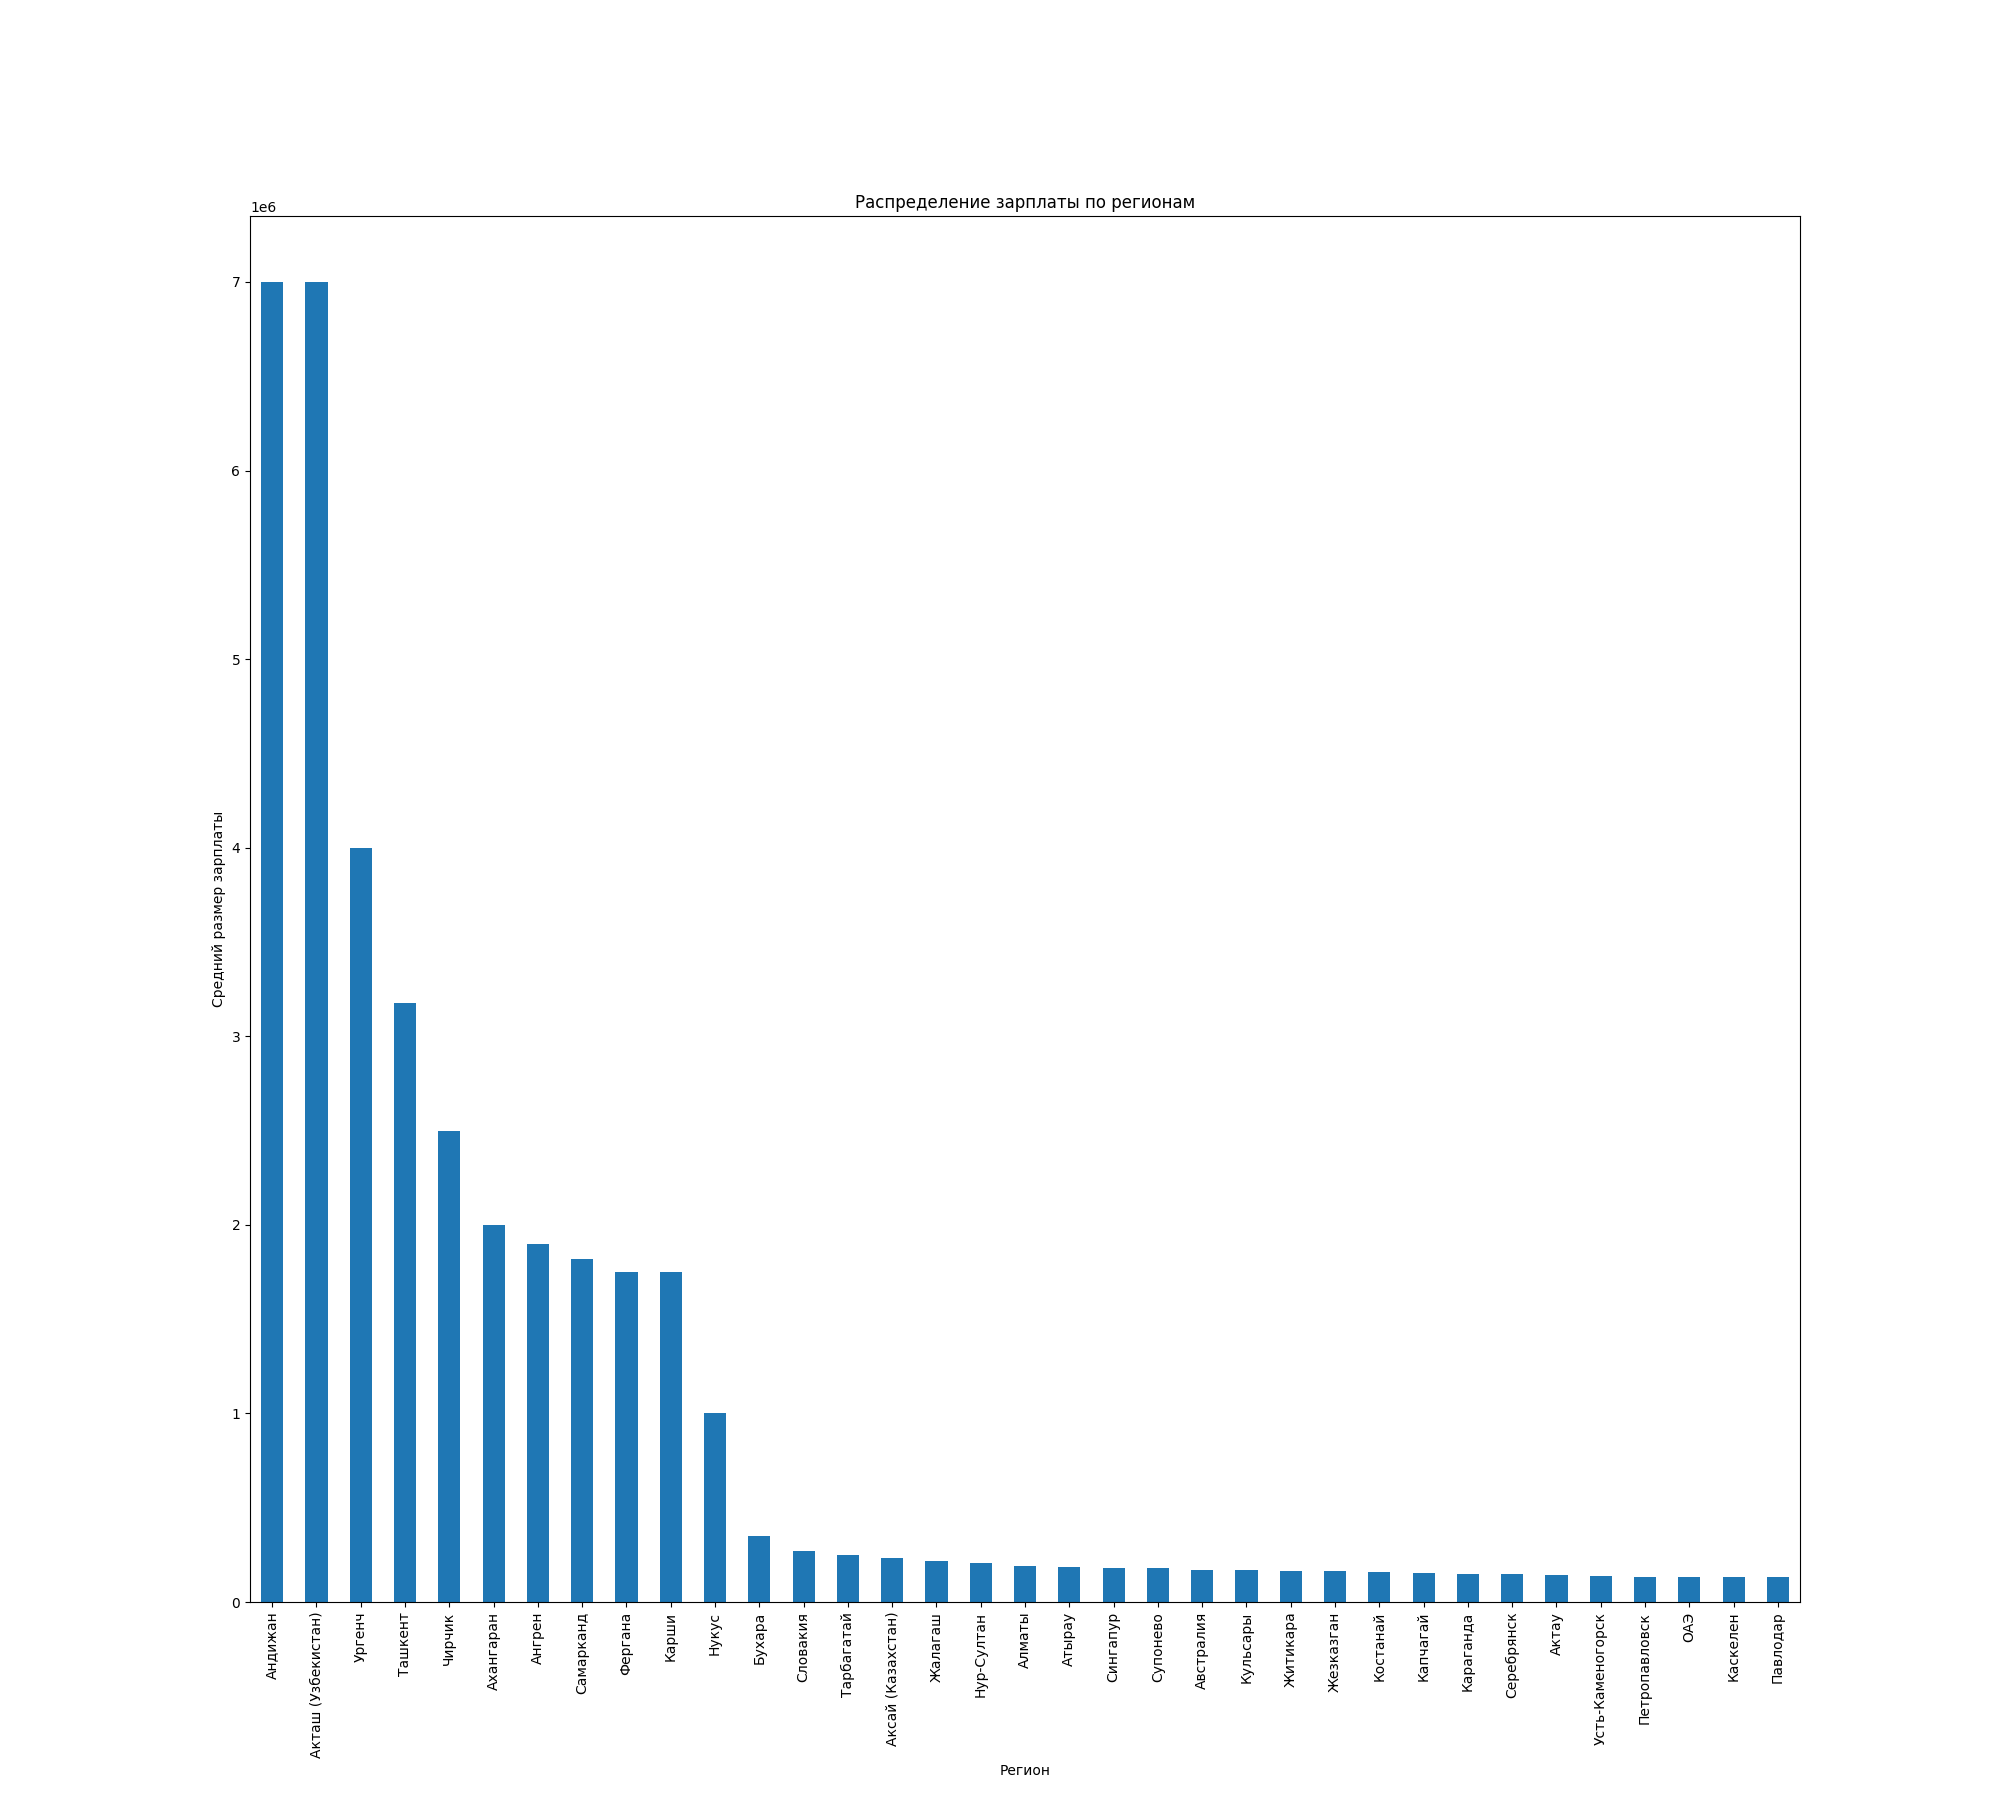 Распределение зарплаты по регионам
1e6
7
6
5
4
3
2
1
0
Средний размер зарплаты
Андижан
Акташ (Узбекистан)
Ургенч
Ташкент
Чирчик
Ахангаран
Ангрен
Самарканд
Фергана
Карши
Нукус
Бухара
Словакия
Тарбагатай
Аксай (Казахстан)
Жалагаш
Нур-Султан
Алматы
Атырау
Сингапур
Супонево
Австралия
Кульсары
Житикара
Жезказган
Костанай
Капчагай
Караганда
Серебрянск
Актау
Усть-Каменогорск
Петропавловск
ОАЭ
Каскелен
Павлодар
Регион